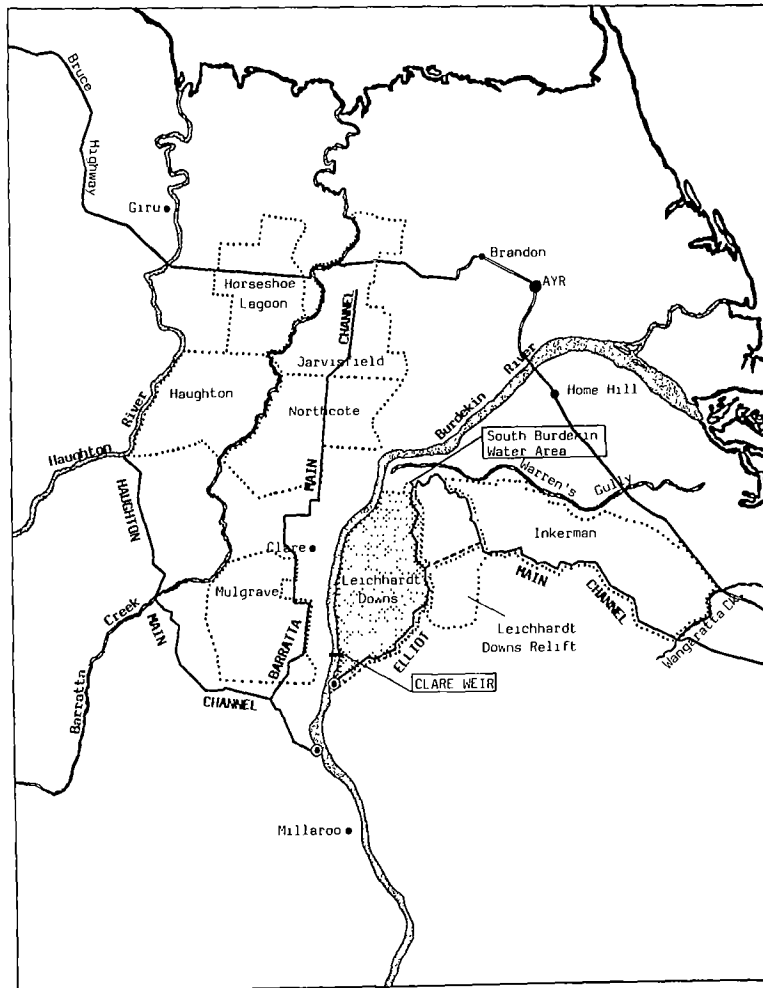 Bruce
Highway
Giru
Brandon
AYR
Horseshoe
Lagoon
CHANNEL
Jarvisfield
River
Burdekin
Home Hill
Haughton
Northcote
River
South Burdekin
Water Area
Haughton
Warren's
Gully
MAIN
HAUGHTON
Inkerman
Clare
MAIN
Leichhardt
Downs
Mulgrave
CHANNEL
Creek
MAIN
Leichhardt
Downs Relift
Wangaratta CK
BARRATTA
ELLIOT
Barratta
CLARE WEIR
CHANNEL
Millaroo